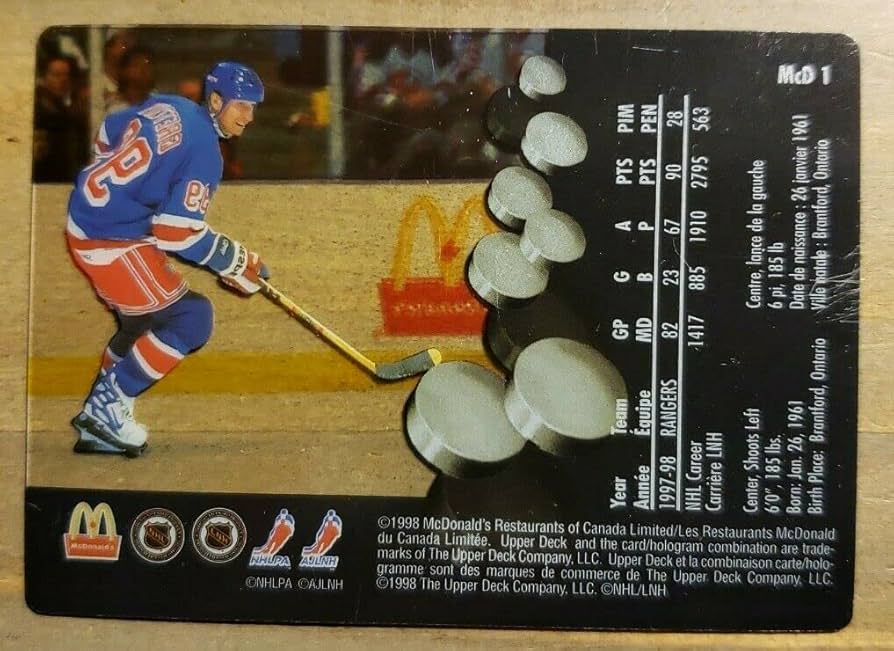 McD 1
Year Team GP G A PTS PIM
Année Équipe MD B P PTS PEN
1997-98 RANGERS 82 23 67 90 28
NHL Career 1417 885 1910 2795 563
Carrière LNH
Center, Shoots Left
6'0", 185 lbs.
Born: Jan. 26, 1961
Birth Place: Brantford, Ontario
Centre, lance de la gauche
6 pi, 185 lb
Date de naissance : 26 janvier 1961
Ville natale : Brantford, Ontario
99
99
McDonald's
NHL
NHL
NHLPA
AJLNH
©NHLPA ©AJLNH
©1998 McDonald's Restaurants of Canada Limited/Les Restaurants McDonald
du Canada Limitée. Upper Deck and the card/hologram combination are trade-
marks of The Upper Deck Company, LLC. Upper Deck et la combinaison carte/holo-
gramme sont des marques de commerce de The Upper Deck Company, LLC.
©1998 The Upper Deck Company, LLC. ©NHL/LNH